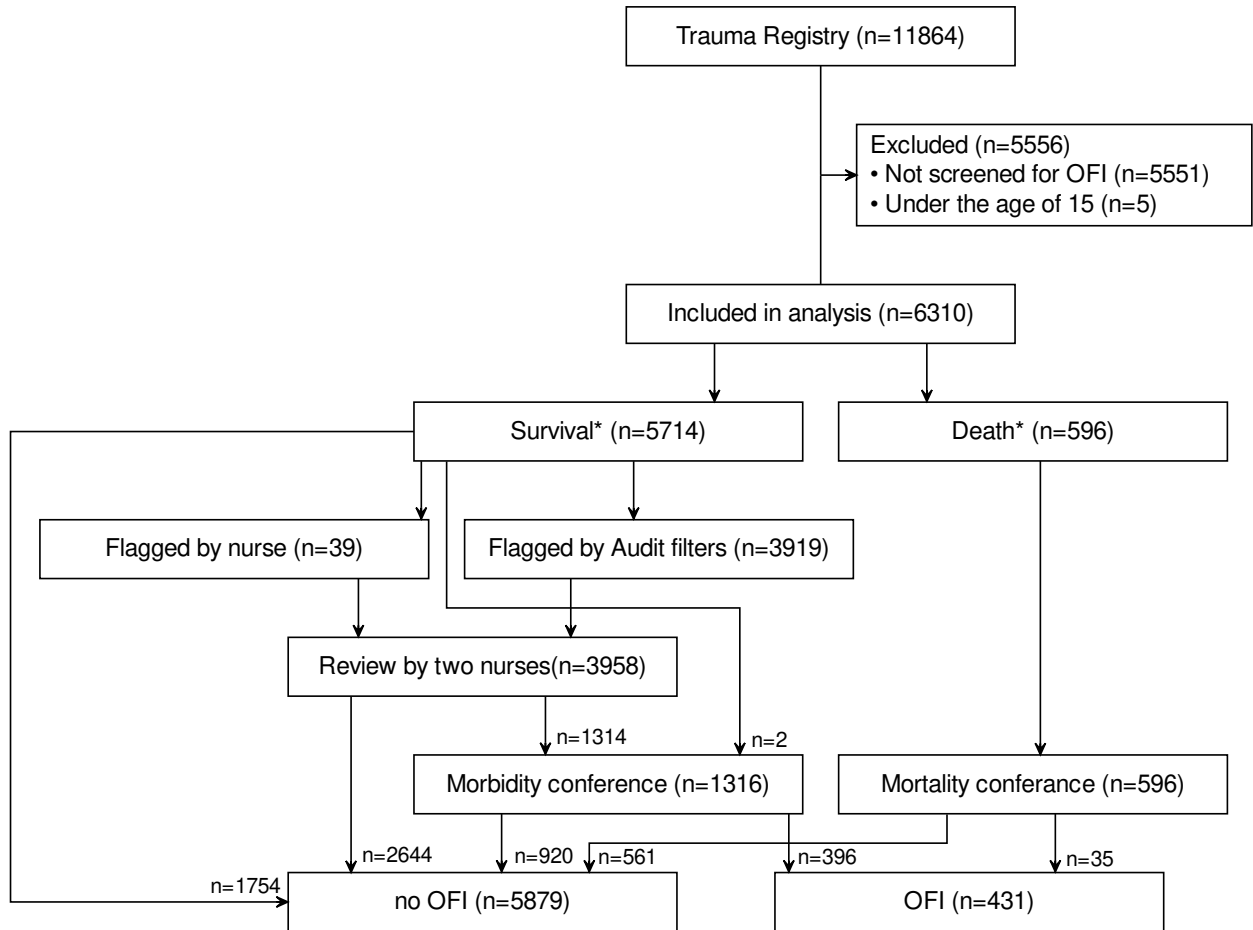 Trauma Registry (n=11864)
Excluded (n=5556)
• Not screened for OFI (n=5551)
• Under the age of 15 (n=5)
Included in analysis (n=6310)
Survival* (n=5714)
Death* (n=596)
Flagged by nurse (n=39)
Flagged by Audit filters (n=3919)
Review by two nurses(n=3958)
n=1314
n=2
Morbidity conference (n=1316)
Mortality conferance (n=596)
n=2644
n=920
n=561
n=396
n=35
n=1754
no OFI (n=5879)
OFI (n=431)